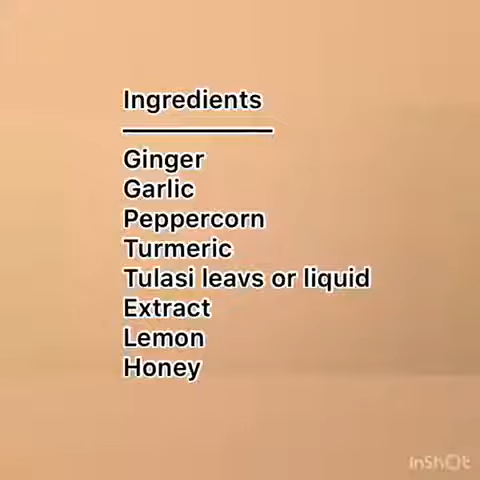 Ingredients
Ginger
Garlic
Peppercorn
Turmeric
Tulasi leavs or liquid
Extract
Lemon
Honey
InShOt